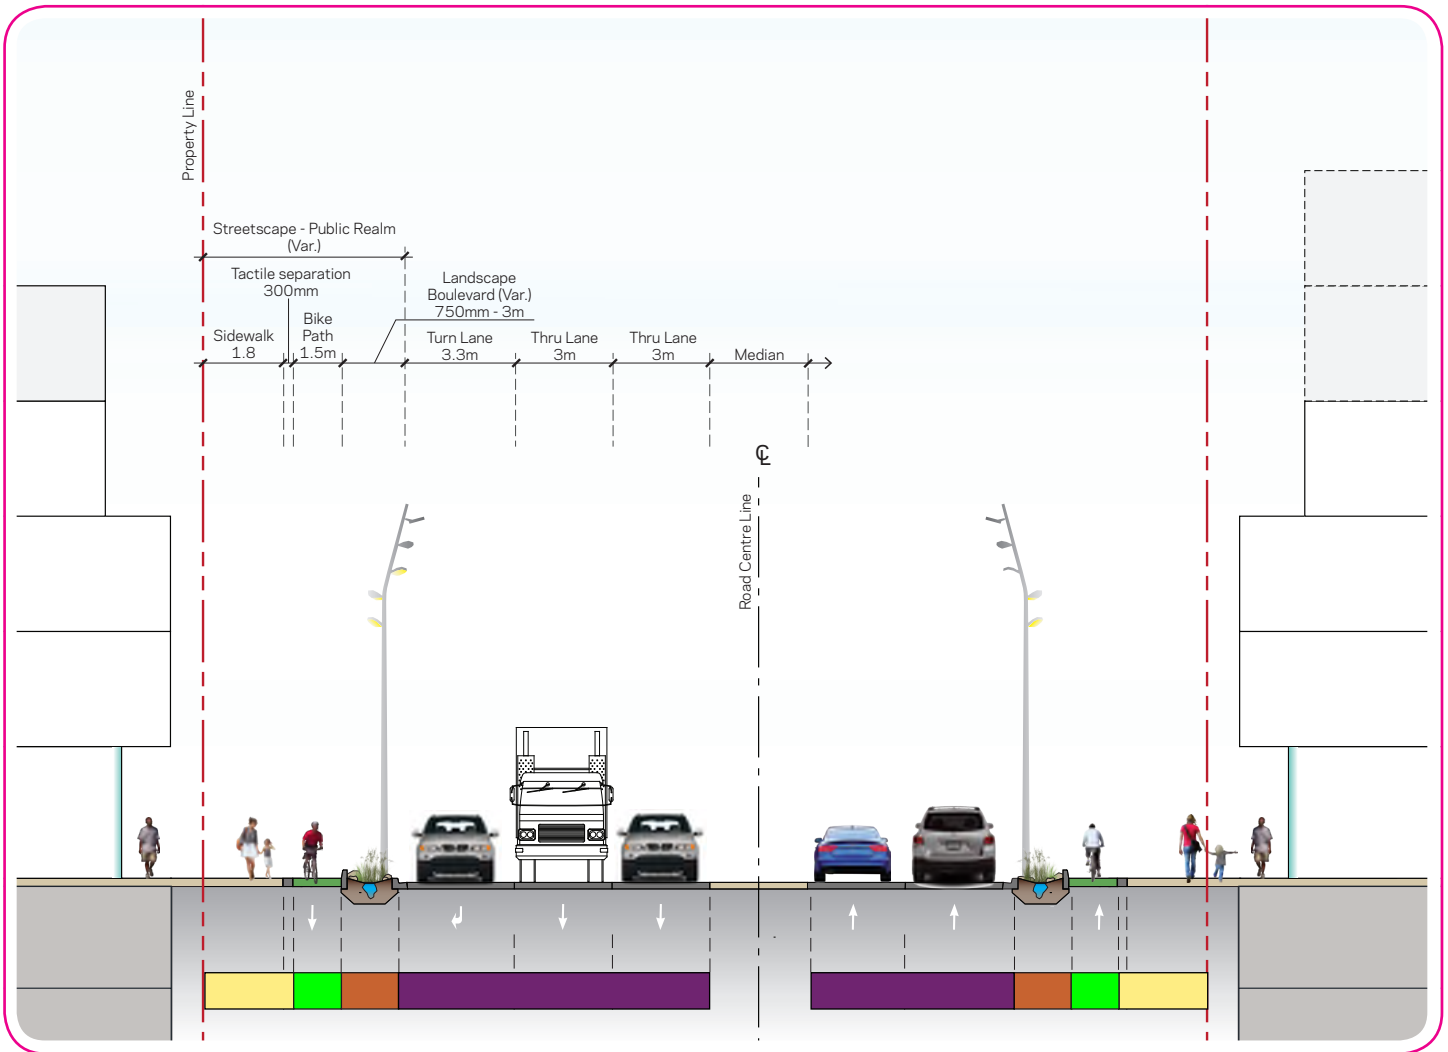 Property Line
Streetscape - Public Realm
(Var.)
Tactile separation
300mm
Landscape
Boulevard (Var.)
750mm - 3m
Sidewalk
1.8
Bike
Path
1.5m
Turn Lane
3.3m
Thru Lane
3m
Thru Lane
3m
Median
℄
Road Centre Line